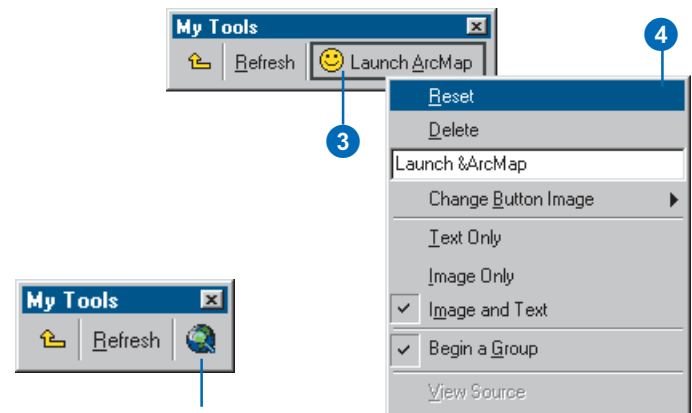 My Tools
Refresh Launch ArcMap
3
4
Reset
Delete
Launch &ArcMap
Change Button Image
Text Only
Image Only
Image and Text
Begin a Group
View Source
My Tools
Refresh